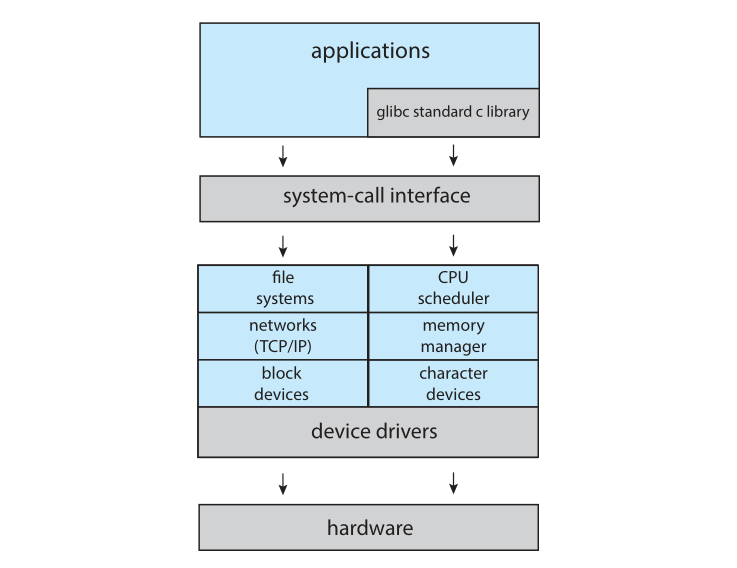 applications
glibc standard c library
system-call interface
file
systems
CPU
scheduler
networks
(TCP/IP)
memory
manager
block
devices
character
devices
device drivers
hardware